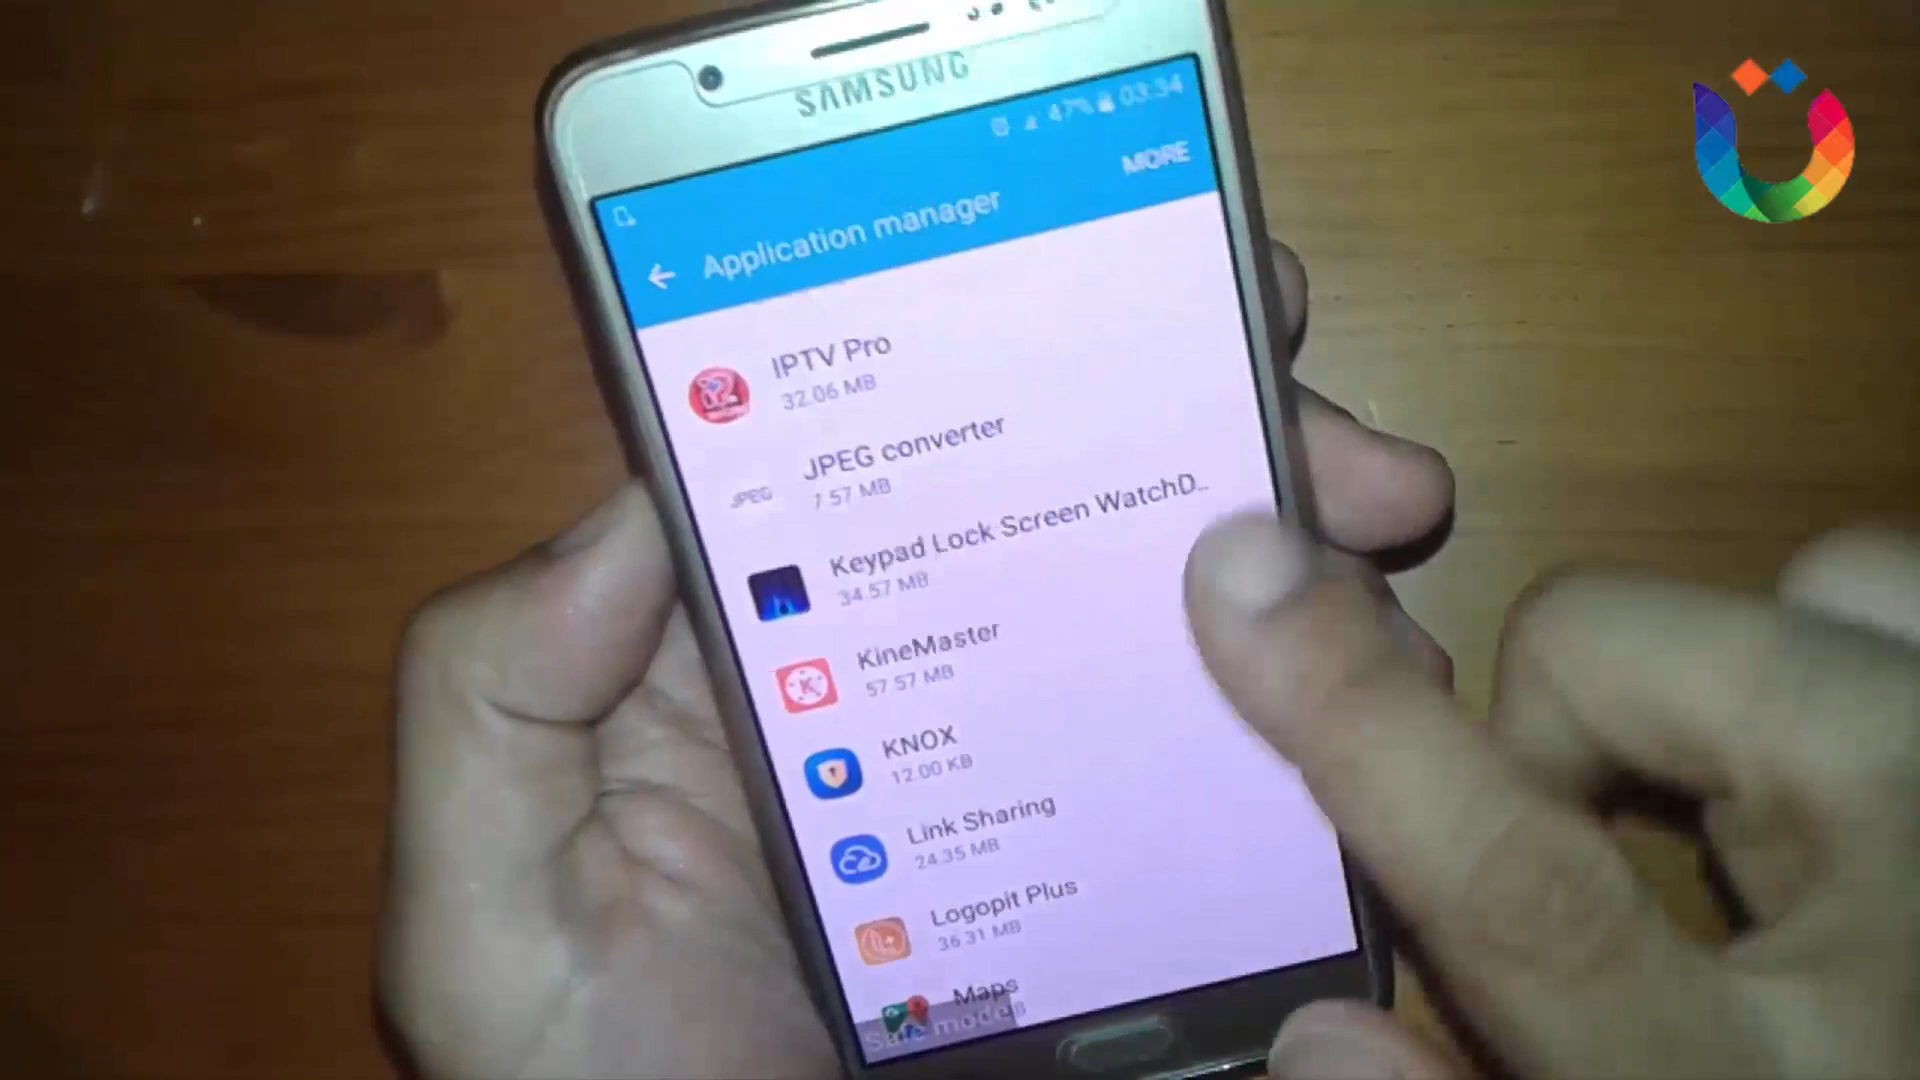 SAMSUNG
47% 03:34
MORE
Application manager
IPTV Pro
32.06 MB
JPEG converter
JPEG
7.57 MB
Keypad Lock Screen WatchD...
34.57 MB
KineMaster
57.57 MB
KNOX
12.00 KB
Link Sharing
24.35 MB
Logopit Plus
36.31 MB
Maps
Safe mode